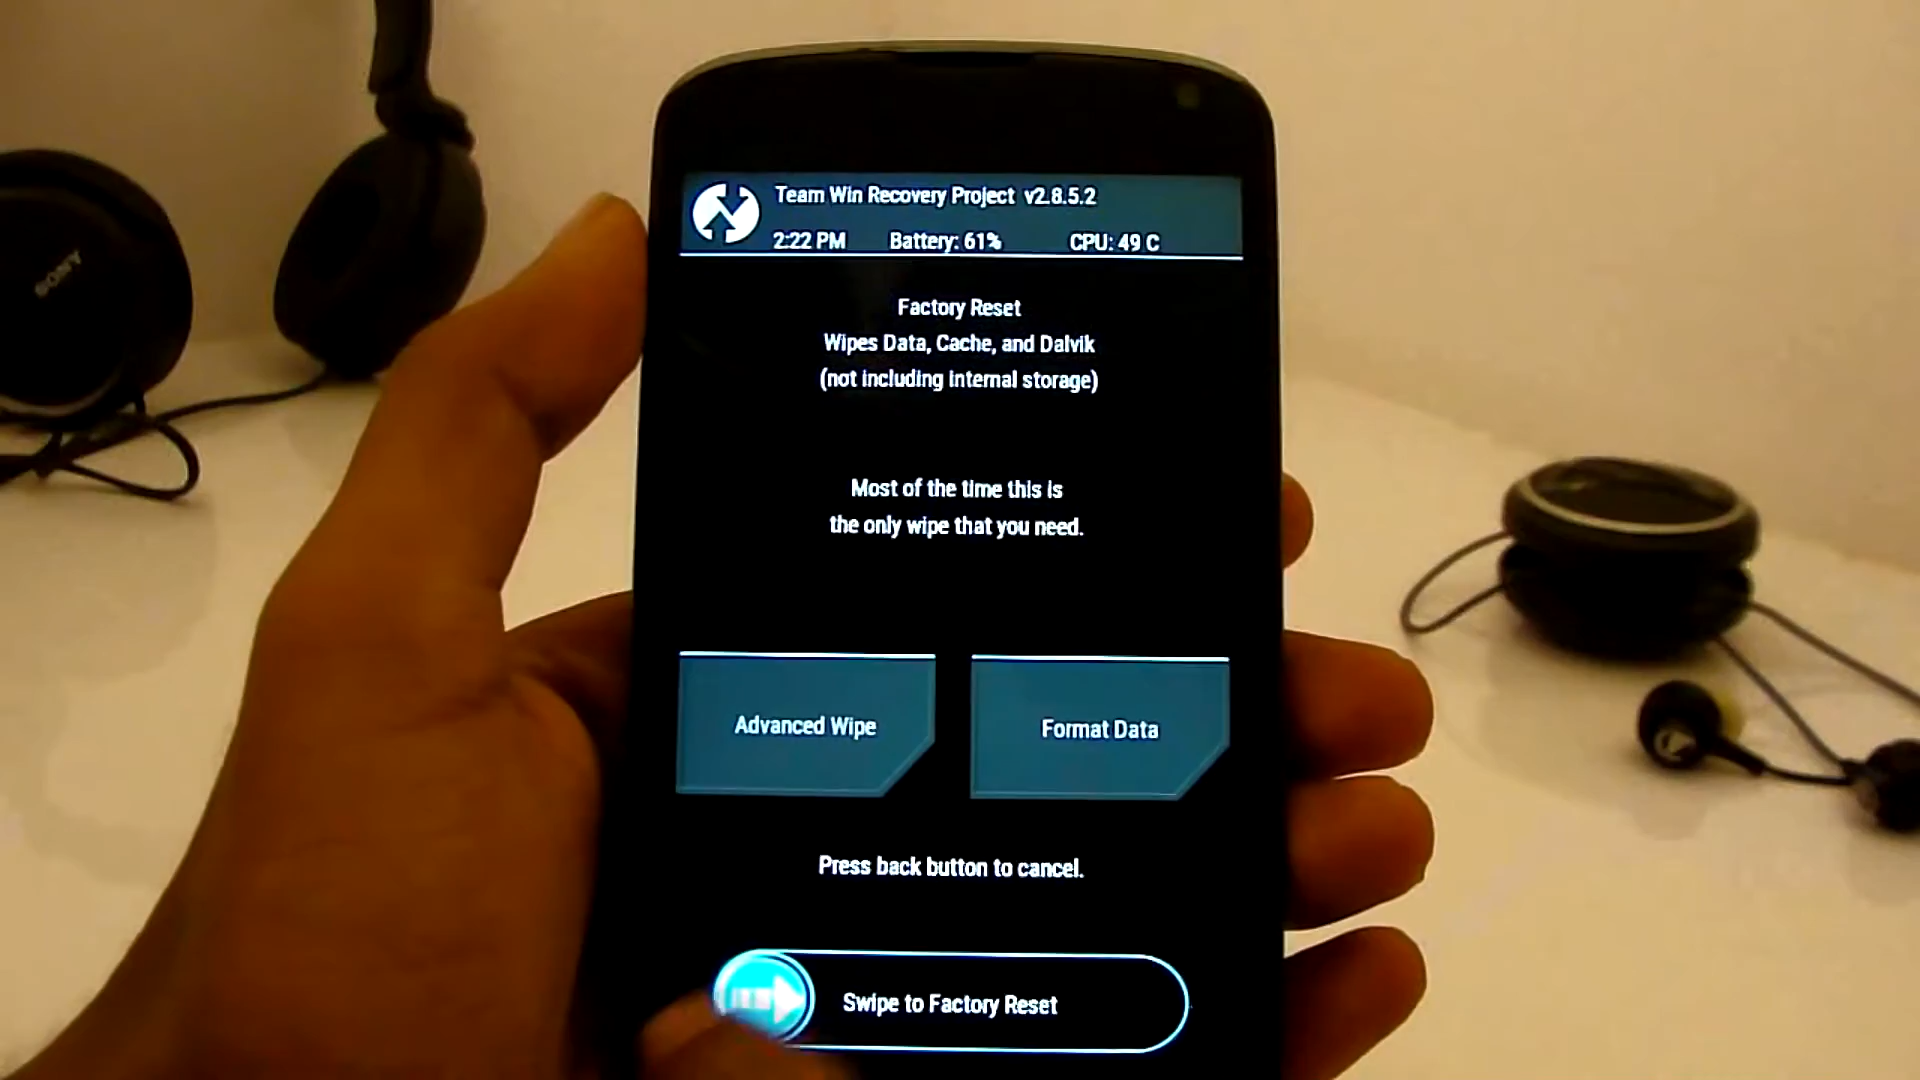 SONY
Team Win Recovery Project v2.8.5.2
2:22 PM Battery: 61% CPU: 49 C
Factory Reset
Wipes Data, Cache, and Dalvik
(not including internal storage)
Most of the time this is
the only wipe that you need.
Advanced Wipe Format Data
Press back button to cancel.
Swipe to Factory Reset